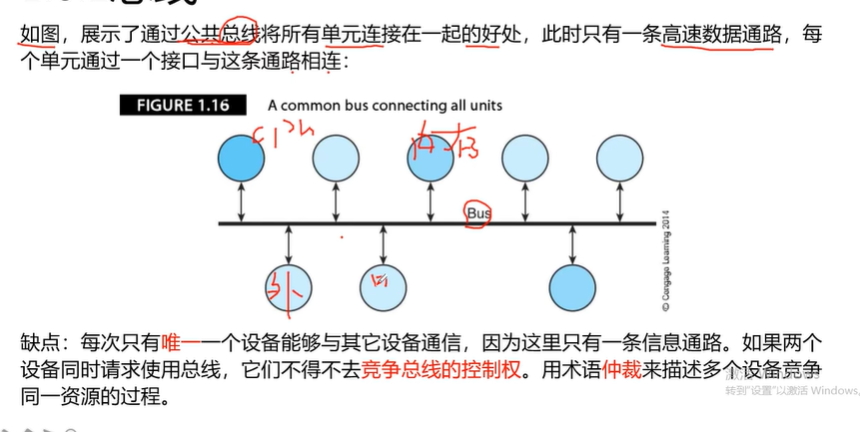 如图，展示了通过公共总线将所有单元连接在一起的好处，此时只有一条高速数据通路，每
个单元通过一个接口与这条通路相连：
FIGURE 1.16 A common bus connecting all units
Bus
© Cengage Learning 2014
外
缺点：每次只有唯一一个设备能够与其它设备通信，因为这里只有一条信息通路。如果两个
设备同时请求使用总线，它们不得不去竞争总线的控制权。用术语仲裁来描述多个设备竞争
同一资源的过程。
转到"设置"以激活 Windows。